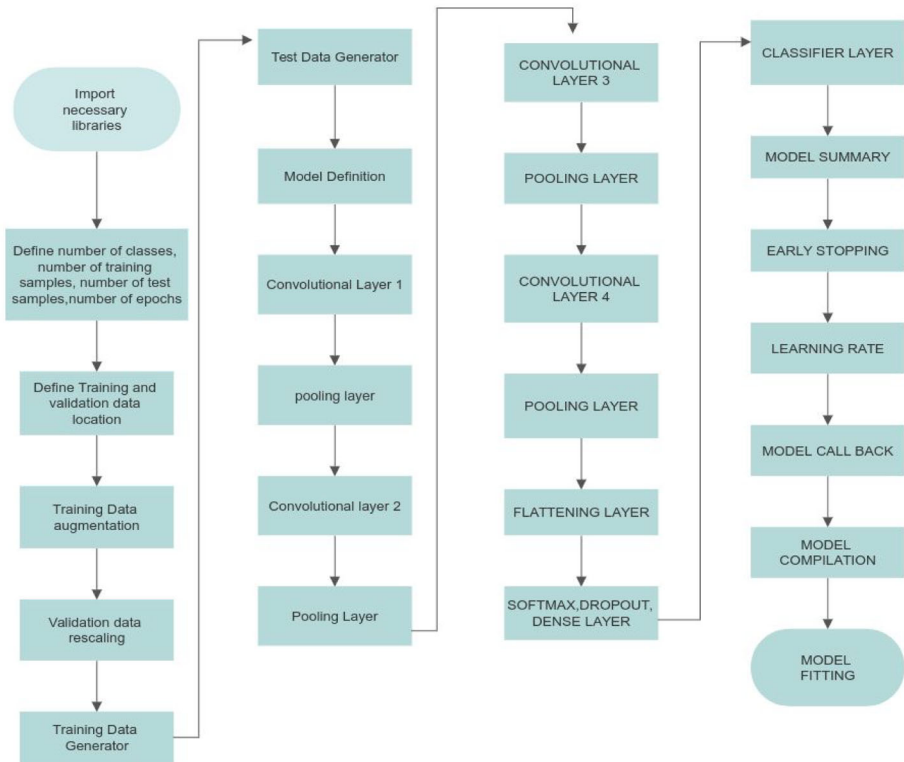 Import
necessary
libraries
Define number of classes,
number of training
samples, number of test
samples,number of epochs
Define Training and
validation data
location
Training Data
augmentation
Validation data
rescaling
Training Data
Generator
Test Data Generator
Model Definition
Convolutional Layer 1
pooling layer
Convolutional layer 2
Pooling Layer
CONVOLUTIONAL
LAYER 3
POOLING LAYER
CONVOLUTIONAL
LAYER 4
POOLING LAYER
FLATTENING LAYER
SOFTMAX,DROPOUT,
DENSE LAYER
CLASSIFIER LAYER
MODEL SUMMARY
EARLY STOPPING
LEARNING RATE
MODEL CALL BACK
MODEL
COMPILATION
MODEL
FITTING